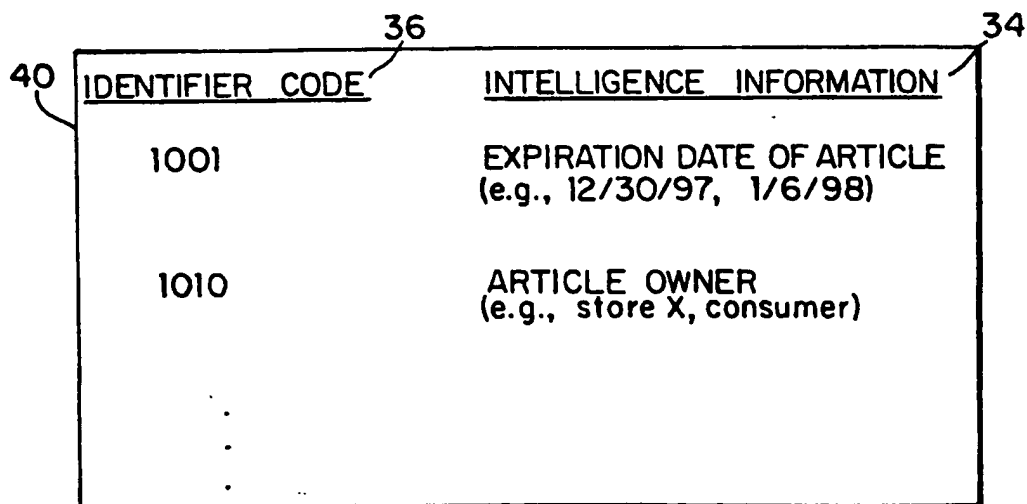 36
34
40
IDENTIFIER CODE INTELLIGENCE INFORMATION
1001 EXPIRATION DATE OF ARTICLE
(e.g., 12/30/97, 1/6/98)
1010 ARTICLE OWNER
(e.g., store X, consumer)
.
.
.